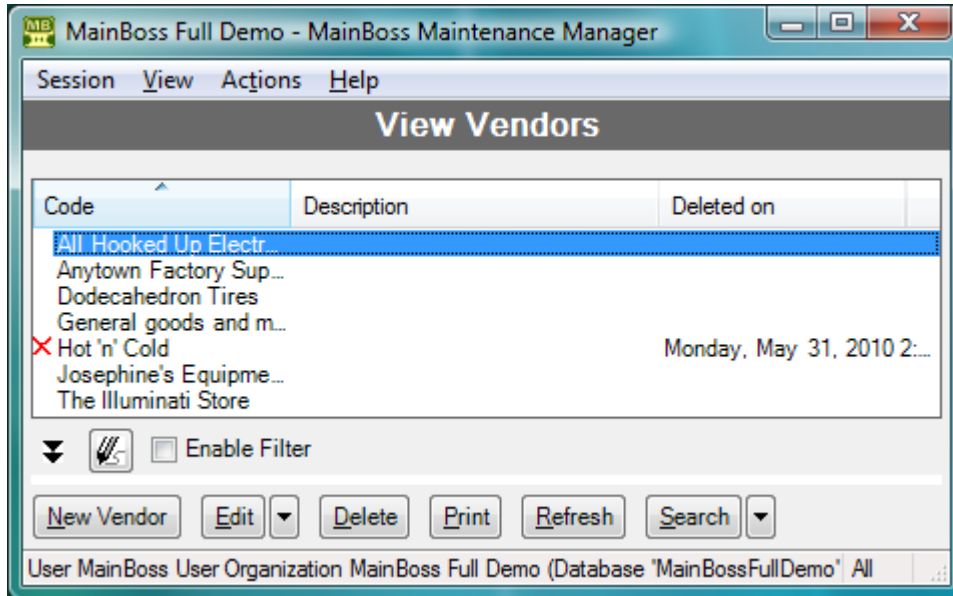 MB
MainBoss Full Demo - MainBoss Maintenance Manager
Session View Actions Help
View Vendors
Code Description Deleted on
All Hooked Up Electr...
Anytown Factory Sup...
Dodecahedron Tires
General goods and m...
Hot 'n' Cold Monday, May 31, 2010 2:...
Josephine's Equipme...
The Illuminati Store
Enable Filter
New Vendor Edit Delete Print Refresh Search
User MainBoss User Organization MainBoss Full Demo (Database 'MainBossFullDemo' All